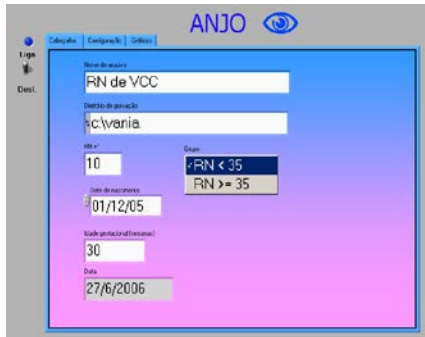 ANJO
Cabeçalho Configuração Gráficos
Liga
Desl.
Nome do arquivo
RN de VCC
Diretório de gravação
c:\vania
RN nº
10
Grupo
RN < 35
RN >= 35
Data de nascimento
01/12/05
Idade gestacional (semanas)
30
Data
27/6/2006